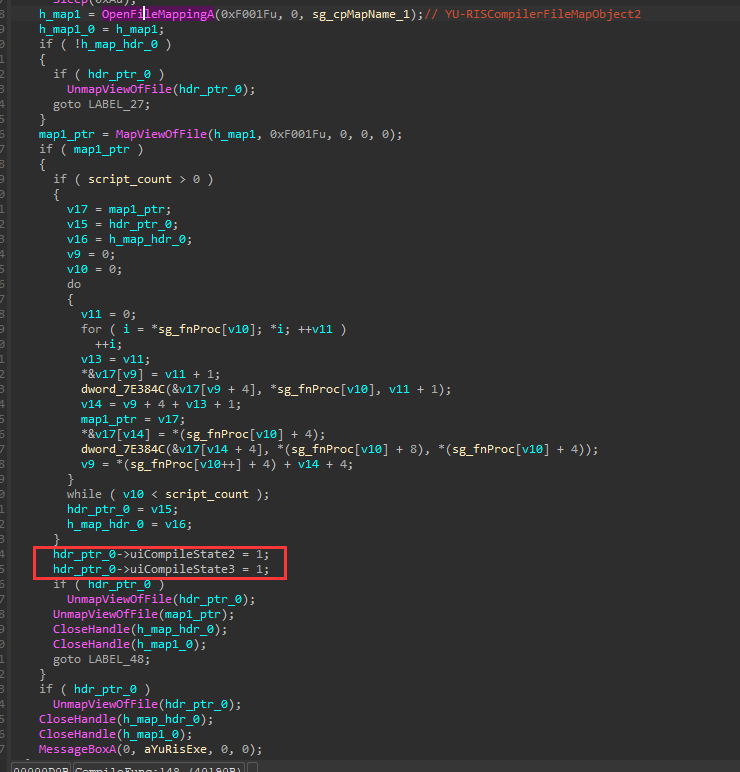 Sleep(0xAu);
h_map1 = OpenFileMappingA(0xF001Fu, 0, sg_cpMapName_1);// YU-RISCompilerFileMapObject2
h_map1_0 = h_map1;
if ( !h_map_hdr_0 )
{
if ( hdr_ptr_0 )
UnmapViewOfFile(hdr_ptr_0);
goto LABEL_27;
}
map1_ptr = MapViewOfFile(h_map1, 0xF001Fu, 0, 0, 0);
if ( map1_ptr )
{
if ( script_count > 0 )
{
v17 = map1_ptr;
v15 = hdr_ptr_0;
v16 = h_map_hdr_0;
v9 = 0;
v10 = 0;
do
{
v11 = 0;
for ( i = *sg_fnProc[v10]; *i; ++v11 )
++i;
v13 = v11;
*&v17[v9] = v11 + 1;
dword_7E384C(&v17[v9 + 4], *sg_fnProc[v10], v11 + 1);
v14 = v9 + 4 + v13 + 1;
map1_ptr = v17;
*&v17[v14] = *(sg_fnProc[v10] + 4);
dword_7E384C(&v17[v14 + 4], *(sg_fnProc[v10] + 8), *(sg_fnProc[v10] + 4));
v9 = *(sg_fnProc[v10++] + 4) + v14 + 4;
}
while ( v10 < script_count );
hdr_ptr_0 = v15;
h_map_hdr_0 = v16;
}
hdr_ptr_0->uiCompileState2 = 1;
hdr_ptr_0->uiCompileState3 = 1;
if ( hdr_ptr_0 )
UnmapViewOfFile(hdr_ptr_0);
UnmapViewOfFile(map1_ptr);
CloseHandle(h_map_hdr_0);
CloseHandle(h_map1_0);
goto LABEL_48;
}
if ( hdr_ptr_0 )
UnmapViewOfFile(hdr_ptr_0);
CloseHandle(h_map_hdr_0);
CloseHandle(h_map1_0);
MessageBoxA(0, aYuRisExe, 0, 0);